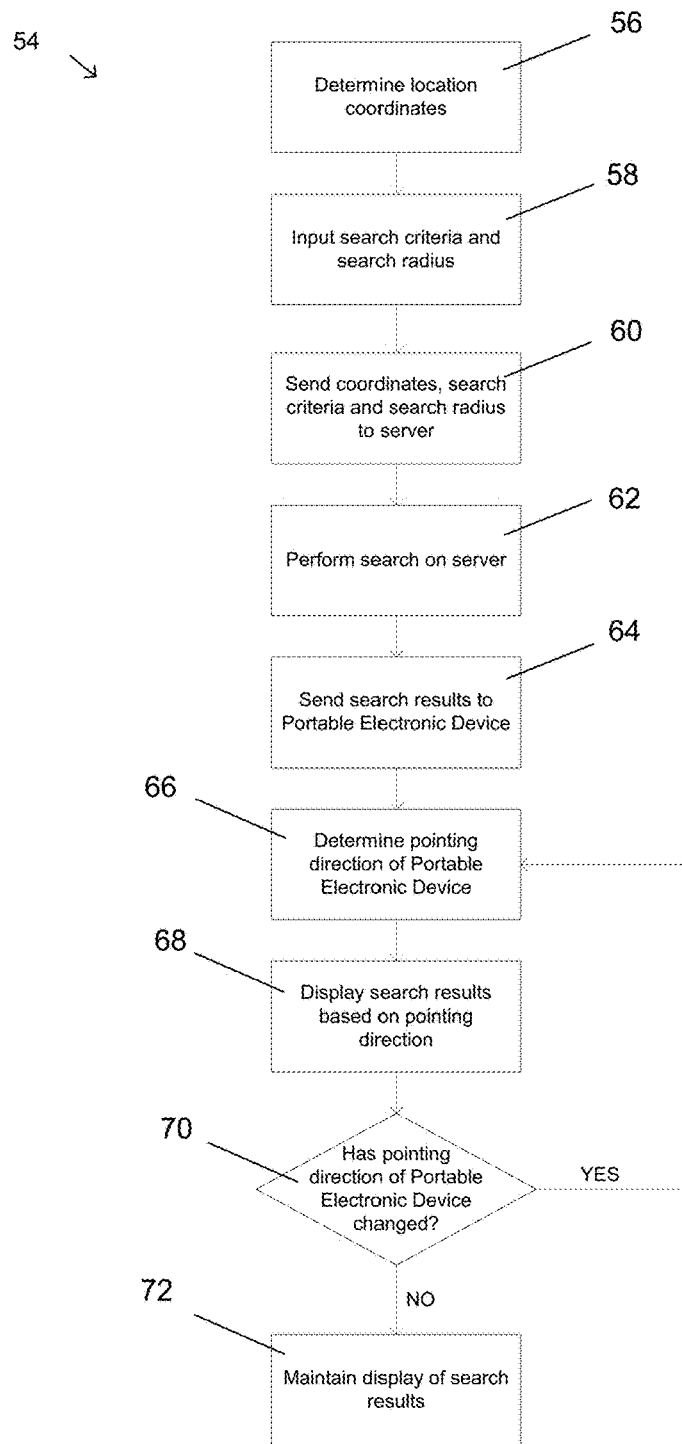 54
56
Determine location
coordinates
58
Input search criteria and
search radius
60
Send coordinates, search
criteria and search radius
to server
62
Perform search on server
64
Send search results to
Portable Electronic Device
66
Determine pointing
direction of Portable
Electronic Device
68
Display search results
based on pointing
direction
70
Has pointing
direction of Portable
Electronic Device
changed?
YES
NO
72
Maintain display of search
results